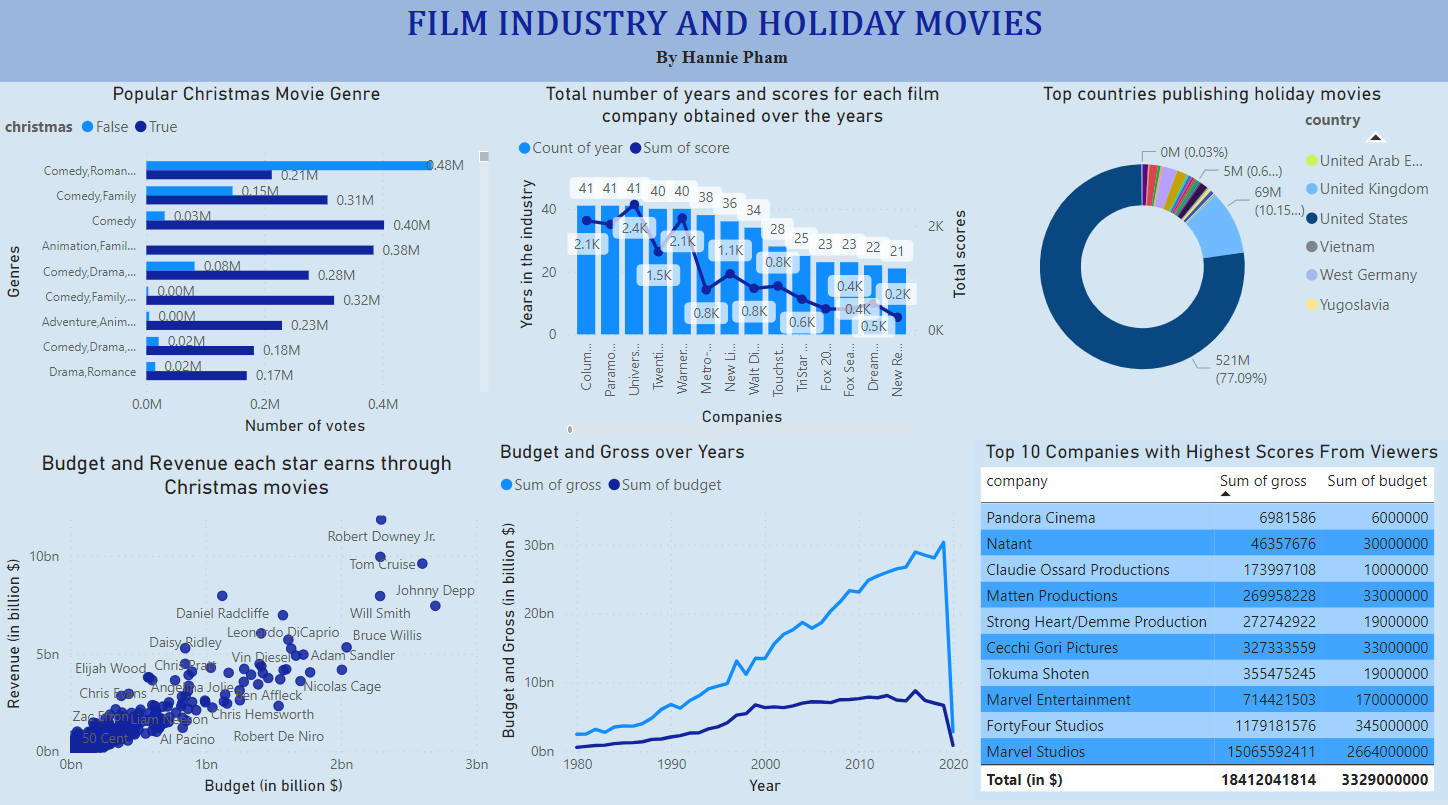 FILM INDUSTRY AND HOLIDAY MOVIES
By Hannie Pham
Popular Christmas Movie Genre
christmas False True
Genres
Comedy,Roman... 0.48M 0.21M
Comedy,Family 0.15M 0.31M
Comedy 0.03M 0.40M
Animation,Famil... 0.38M
Comedy,Drama,... 0.08M 0.28M
Comedy,Family,... 0.00M 0.32M
Adventure,Anim... 0.00M 0.23M
Comedy,Drama,... 0.02M 0.18M
Drama,Romance 0.02M 0.17M
0.0M 0.2M 0.4M
Number of votes
Total number of years and scores for each film
company obtained over the years
Count of year Sum of score
Years in the industry
Total scores
41 41 41 40 40 38 36 34 28 25 23 23 22 21
2.1K 2.4K 1.5K 2.1K 0.8K 1.1K 0.8K 0.8K 0.6K 0.4K 0.4K 0.5K 0.2K
40
20
0
2K
0K
Colum...
Paramo...
Univers...
Twenti...
Warner...
Metro-...
New Li...
Walt Di...
Touchst...
TriStar ...
Fox 20...
Fox Sea...
Dream...
New Re...
Companies
Top countries publishing holiday movies
0M (0.03%)
5M (0.6...)
69M
(10.15...)
521M
(77.09%)
country
United Arab E...
United Kingdom
United States
Vietnam
West Germany
Yugoslavia
Budget and Revenue each star earns through
Christmas movies
Revenue (in billion $)
10bn
5bn
0bn
Robert Downey Jr.
Tom Cruise
Johnny Depp
Daniel Radcliffe
Will Smith
Leonardo DiCaprio
Bruce Willis
Daisy Ridley
Vin Diesel
Adam Sandler
Elijah Wood
Chris Pratt
Chris Evans
Angelina Jolie
Ben Affleck
Nicolas Cage
Zac Efron
Liam Neeson
Chris Hemsworth
50 Cent
Al Pacino
Robert De Niro
0bn 1bn 2bn 3bn
Budget (in billion $)
Budget and Gross over Years
Sum of gross Sum of budget
Budget and Gross (in billion $)
30bn
20bn
10bn
0bn
1980 1990 2000 2010 2020
Year
Top 10 Companies with Highest Scores From Viewers
company Sum of gross Sum of budget
Pandora Cinema 6981586 6000000
Natant 46357676 30000000
Claudie Ossard Productions 173997108 10000000
Matten Productions 269958228 33000000
Strong Heart/Demme Production 272742922 19000000
Cecchi Gori Pictures 327333559 33000000
Tokuma Shoten 355475245 19000000
Marvel Entertainment 714421503 170000000
FortyFour Studios 1179181576 345000000
Marvel Studios 15065592411 2664000000
Total (in $) 18412041814 3329000000